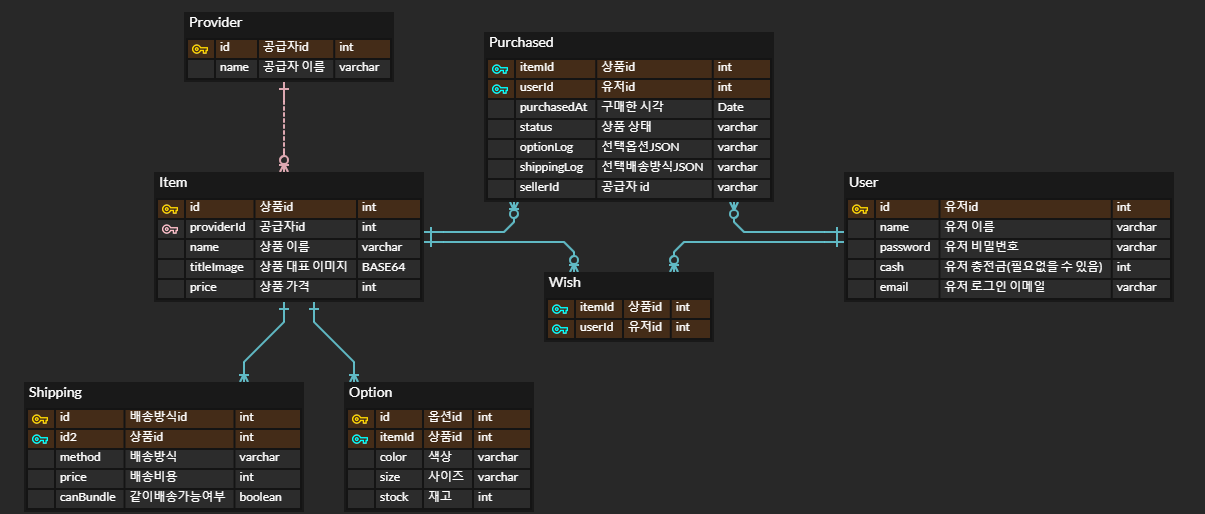 Provider
id 공급자id int
name 공급자 이름 varchar
Purchased
itemId 상품id int
userId 유저id int
purchasedAt 구매한 시각 Date
status 상품 상태 varchar
optionLog 선택옵션JSON varchar
shippingLog 선택배송방식JSON varchar
sellerId 공급자 id varchar
Item
id 상품id int
providerId 공급자id int
name 상품 이름 varchar
titleImage 상품 대표 이미지 BASE64
price 상품 가격 int
User
id 유저id int
name 유저 이름 varchar
password 유저 비밀번호 varchar
cash 유저 충전금(필요없을 수 있음) int
email 유저 로그인 이메일 varchar
Wish
itemId 상품id int
userId 유저id int
Shipping
id 배송방식id int
id2 상품id int
method 배송방식 varchar
price 배송비용 int
canBundle 같이배송가능여부 boolean
Option
id 옵션id int
itemId 상품id int
color 색상 varchar
size 사이즈 varchar
stock 재고 int